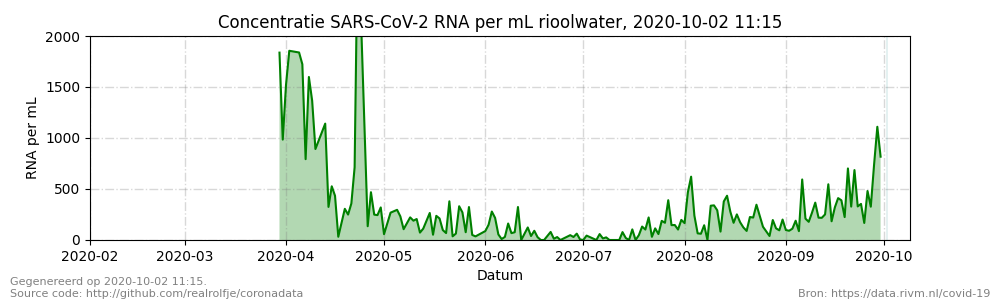 Concentratie SARS-CoV-2 RNA per mL rioolwater, 2020-10-02 11:15
RNA per mL
2000
1500
1000
500
0
2020-02 2020-03 2020-04 2020-05 2020-06 2020-07 2020-08 2020-09 2020-10
Datum
Gegenereerd op 2020-10-02 11:15.
Source code: http://github.com/realrolfje/coronadata
Bron: https://data.rivm.nl/covid-19